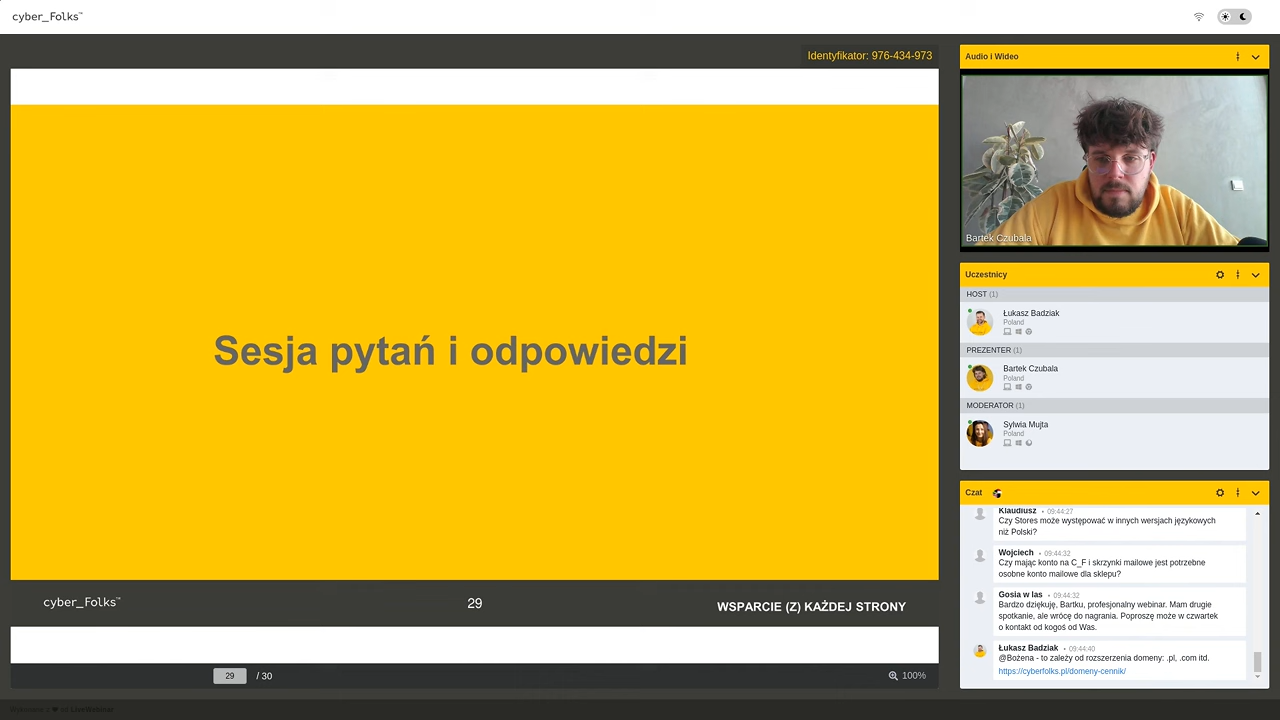 cyber_Folks™
Identyfikator: 976-434-973
Sesja pytań i odpowiedzi
cyber_Folks™
29
WSPARCIE (Z) KAŻDEJ STRONY
29 / 30
100%
Audio i Wideo
Bartek Czubala
Uczestnicy
HOST (1)
Łukasz Badziak
Poland
PREZENTER (1)
Bartek Czubala
Poland
MODERATOR (1)
Sylwia Mujta
Poland
Czat
Klaudiusz • 09:44:27
Czy Stores może występować w innych wersjach językowych
niż Polski?
Wojciech • 09:44:32
Czy mając konto na C_F i skrzynki mailowe jest potrzebne
osobne konto mailowe dla sklepu?
Gosia w las • 09:44:32
Bardzo dziękuję, Bartku, profesjonalny webinar. Mam drugie
spotkanie, ale wrócę do nagrania. Poproszę może w czwartek
o kontakt od kogoś od Was.
Łukasz Badziak • 09:44:40
@Bożena - to zależy od rozszerzenia domeny: .pl, .com itd.
https://cyberfolks.pl/domeny-cennik/